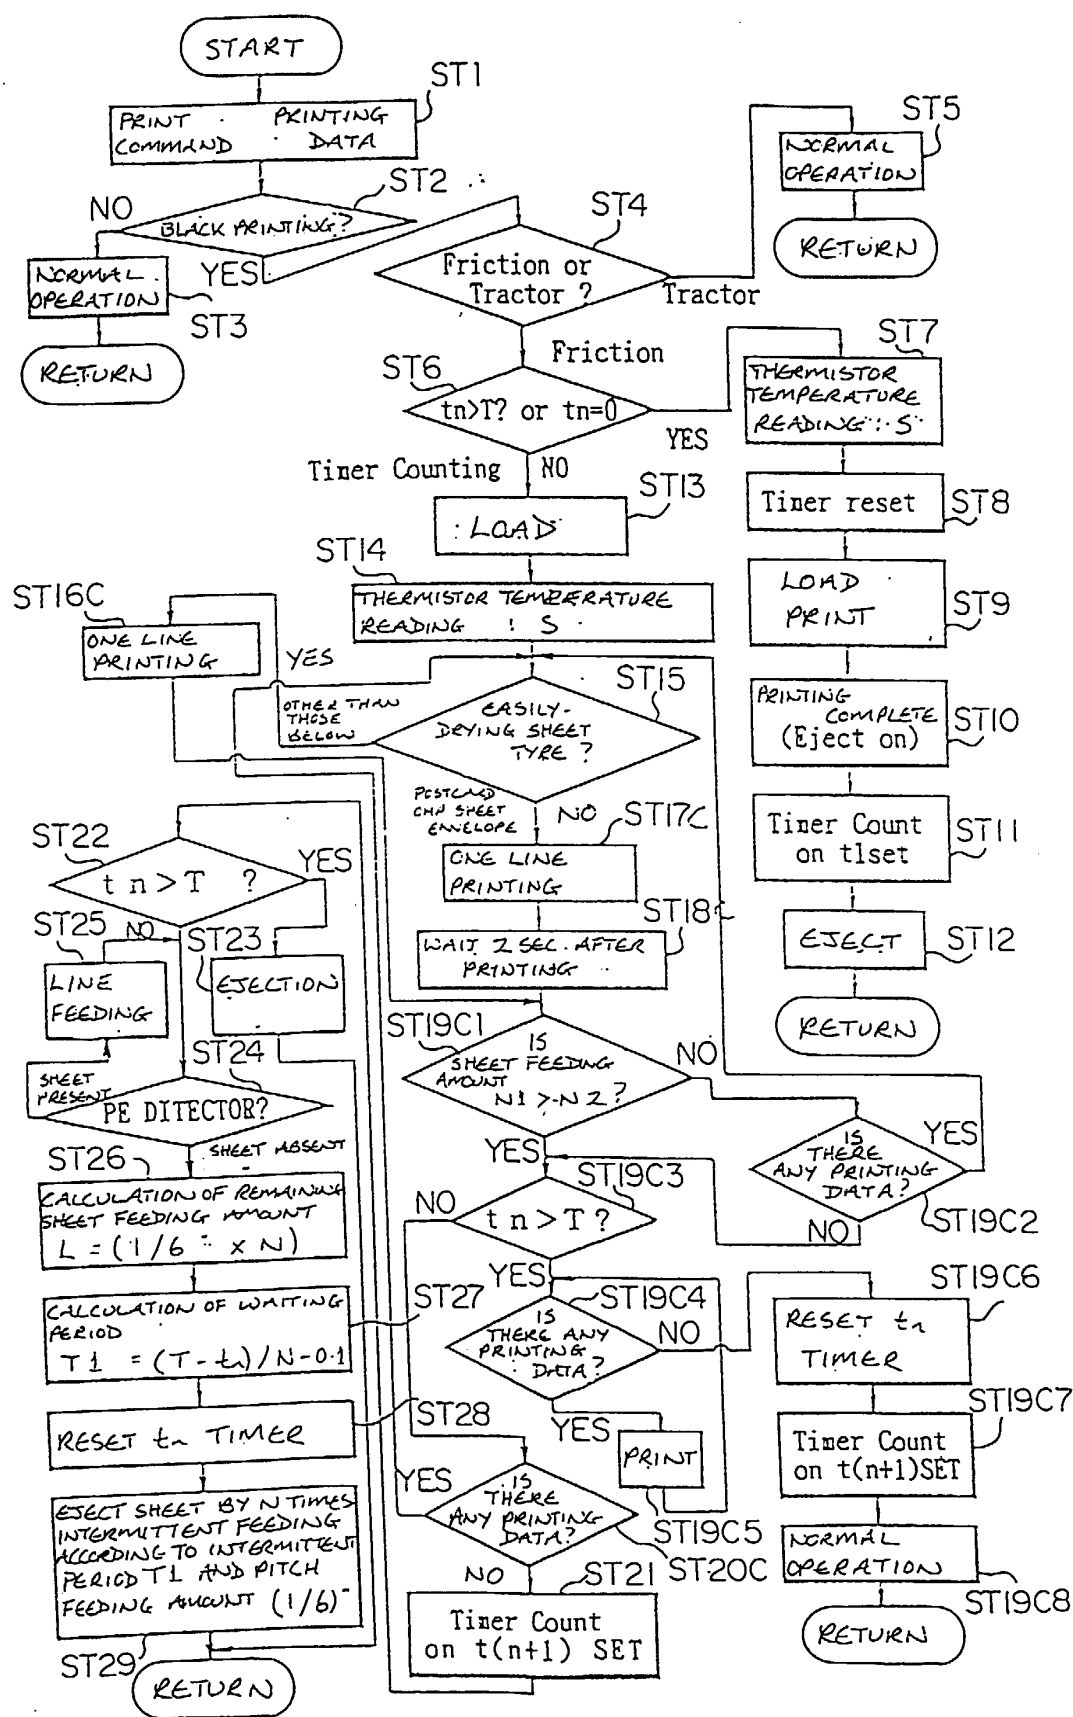 START
ST1
PRINT PRINTING
COMMAND DATA
ST2
BLACK PRINTING?
NO
YES
NORMAL
OPERATION
ST3
RETURN
ST4
Friction or
Tractor ?
Tractor
ST5
NORMAL
OPERATION
RETURN
Friction
ST6
tn>T? or tn=0
YES
Timer Counting NO
ST7
THERMISTOR
TEMPERATURE
READING : S
Timer reset
ST8
LOAD
PRINT
ST9
PRINTING
COMPLETE
(Eject on)
ST10
Timer Count
on t1set
ST11
EJECT
ST12
RETURN
ST13
LOAD
ST14
THERMISTOR TEMPERATURE
READING : S
ST15
EASILY-
DRYING SHEET
TYPE ?
YES
OTHER THAN
THOSE
BELOW
ST16C
ONE LINE
PRINTING
POSTCARD
OHP SHEET
ENVELOPE
NO
ST17C
ONE LINE
PRINTING
ST18
WAIT 2 SEC. AFTER
PRINTING
ST19C1
IS
SHEET FEEDING
AMOUNT
N1 > N2 ?
NO
YES
IS
THERE
ANY PRINTING
DATA?
YES
NO
ST19C2
ST19C3
tn>T ?
NO
YES
ST19C4
IS
THERE ANY
PRINTING
DATA?
NO
YES
PRINT
ST19C5
ST19C6
RESET tn
TIMER
ST19C7
Timer Count
on t(n+1)SET
NORMAL
OPERATION
ST19C8
RETURN
IS
THERE
ANY PRINTING
DATA?
YES
NO
ST20C
ST21
Timer Count
on t(n+1) SET
ST22
tn>T ?
YES
NO
ST23
EJECTION
ST25
LINE
FEEDING
ST24
SHEET
PRESENT
PE DITECTOR?
SHEET ABSENT
ST26
CALCULATION OF REMAINING
SHEET FEEDING AMOUNT
L = (1/6 " x N)
ST27
CALCULATION OF WAITING
PERIOD
T1 = (T - tn)/N-0.1
ST28
RESET tn TIMER
EJECT SHEET BY N TIMES
INTERMITTENT FEEDING
ACCORDING TO INTERMITTENT
PERIOD T1 AND PITCH
FEEDING AMOUNT (1/6)"
ST29
RETURN